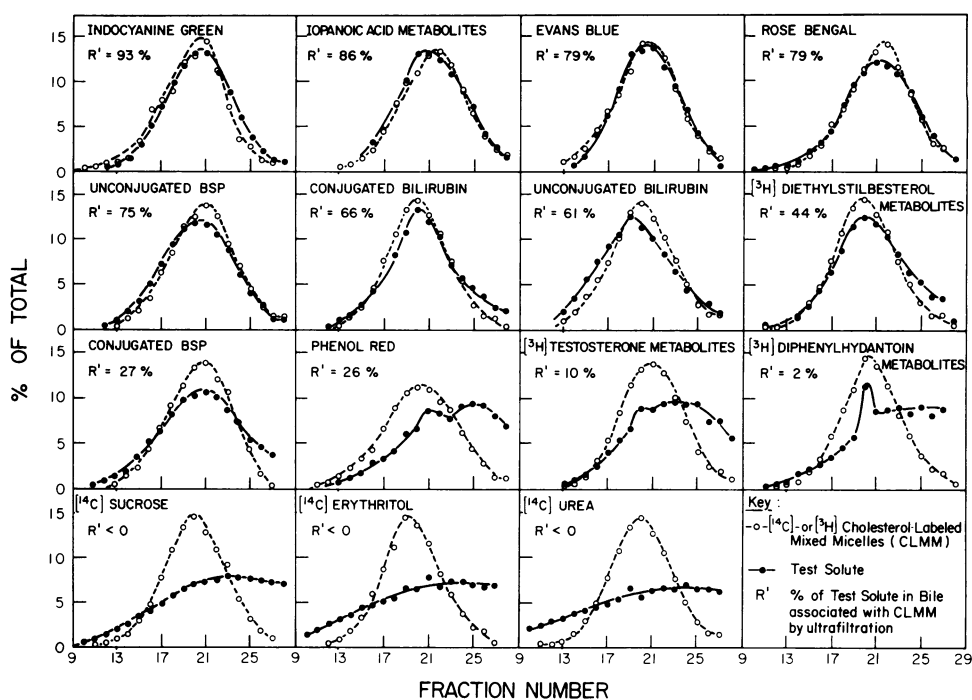 INDOCYANINE GREEN
R' = 93 %
IOPANOIC ACID METABOLITES
R' = 86 %
EVANS BLUE
R' = 79 %
ROSE BENGAL
R' = 79 %
15
10
5
0
UNCONJUGATED BSP
R' = 75 %
CONJUGATED BILIRUBIN
R' = 66 %
UNCONJUGATED BILIRUBIN
R' = 61 %
[³H] DIETHYLSTILBESTEROL
METABOLITES
R' = 44 %
15
10
5
0
CONJUGATED BSP
R' = 27 %
PHENOL RED
R' = 26 %
[³H] TESTOSTERONE METABOLITES
R' = 10 %
[³H] DIPHENYLHYDANTOIN
METABOLITES
R' = 2 %
15
10
5
0
[¹⁴C] SUCROSE
R' < 0
[¹⁴C] ERYTHRITOL
R' < 0
[¹⁴C] UREA
R' < 0
15
10
5
0
Key :
-o-[¹⁴C]-or [³H] Cholesterol-Labeled
Mixed Micelles (CLMM)
Test Solute
R' % of Test Solute in Bile
associated with CLMM
by ultrafiltration
9 13 17 21 25 9 13 17 21 25 9 13 17 21 25 9 13 17 21 25 29
% OF TOTAL
FRACTION NUMBER